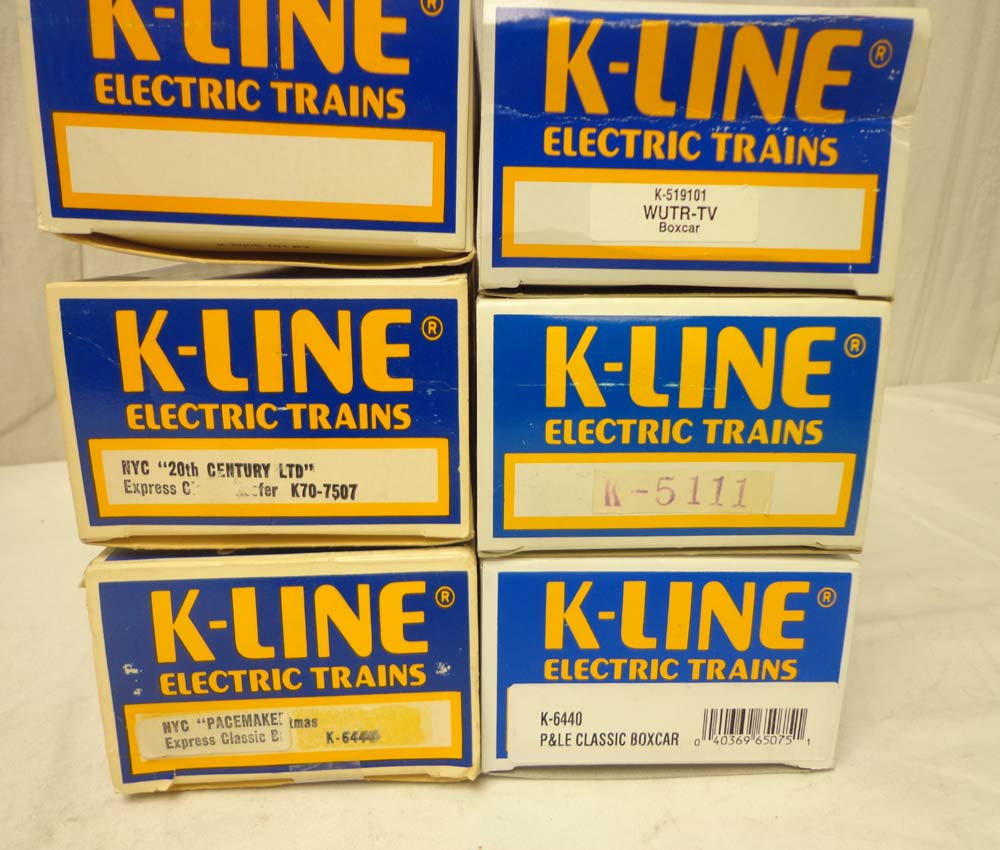 K-LINE®
ELECTRIC TRAINS
K-LINE®
ELECTRIC TRAINS
K-519101
WUTR-TV
Boxcar
K-LINE®
ELECTRIC TRAINS
NYC "20th CENTURY LTD"
Express K70-7507
K-LINE®
ELECTRIC TRAINS
K-5111
K-LINE®
ELECTRIC TRAINS
NYC "PACEMAKE
Express Classic
K-LINE®
ELECTRIC TRAINS
K-6440
P&LE CLASSIC BOXCAR
0 40369 65075 1